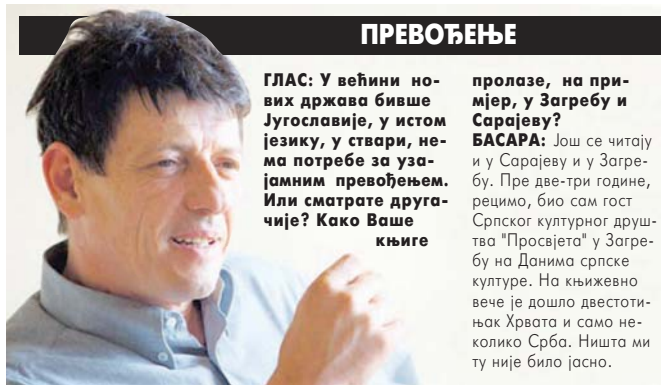 ПРЕВОЂЕЊЕ
ГЛАС: У већини но-
вих држава бивше
Југославије, у истом
језику, у ствари, не-
ма потребе за уза-
јамним превођењем.
Или сматрате друга-
чије? Како Ваше
књиге
пролазе, на при-
мјер, у Загребу и
Сарајеву?
БАСАРА: Још се читају
и у Сарајеву и у Загре-
бу. Пре две-три године,
рецимо, био сам гост
Српског културног друш-
тва "Просвјета" у Загре-
бу на Данима српске
културе. На књижевно
вече је дошло двестоти-
њак Хрвата и само не-
колико Срба. Ништа ми
ту није било јасно.